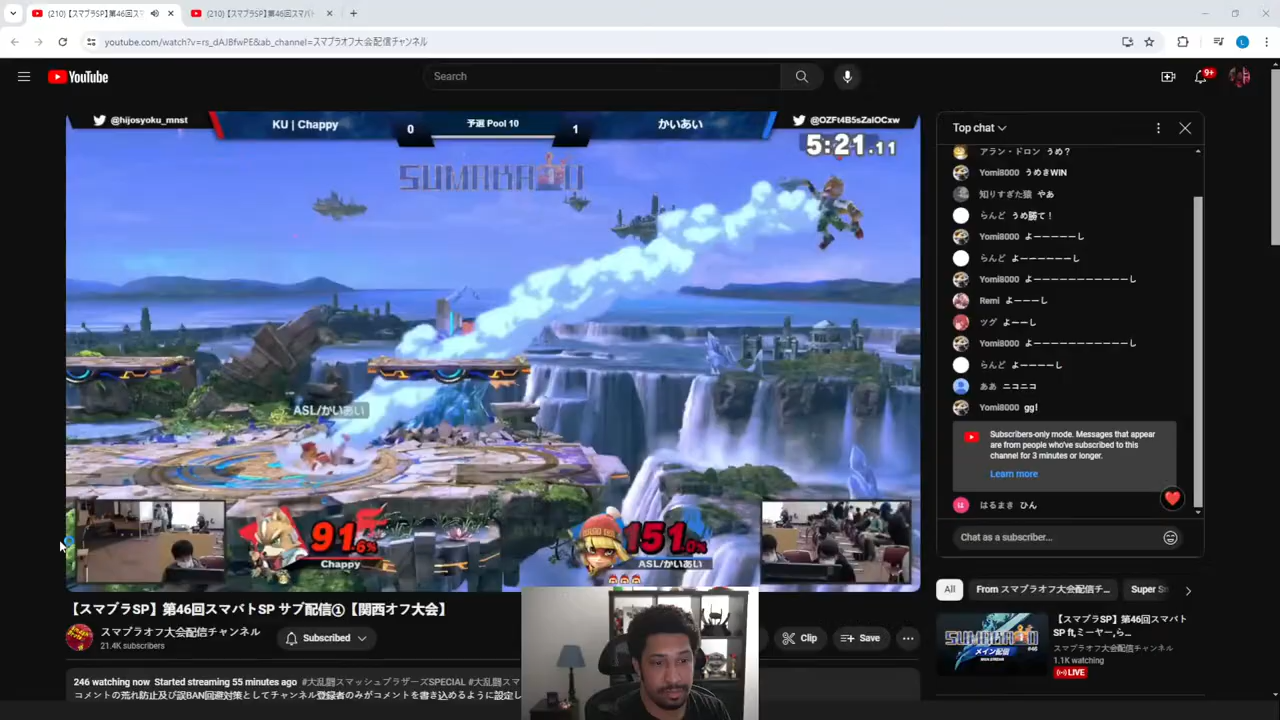 (210) 【スマブラSP】第46回スマ
(210) 【スマブラSP】第46回スマバト
youtube.com/watch?v=rs_dAJBfwPE&ab_channel=スマブラオフ大会配信チャンネル
YouTube
Search
9+
@hijosyoku_mnst
KU | Chappy
0
予選 Pool 10
1
かいあい
@OZFt4B5sZalOCxw
5:21.11
SUMABATO
ASL/かいあい
91.6%
Chappy
151.0%
ASL/かいあい
Top chat
アラン・ドロン うめ？
Yomi8000 うめきWIN
知りすぎた猿 やあ
らんど うめ勝て！
Yomi8000 よーーーーーし
らんど よーーーーーーし
Yomi8000 よーーーーーーーーーーーし
Remi よーーーし
ツグ よーーし
Yomi8000 よーーーーーーーーーーーし
らんど よーーーーし
ああ ニコニコ
Yomi8000 ggl
Subscribers-only mode. Messages that appear
are from people who've subscribed to this
channel for 3 minutes or longer.
Learn more
はるまき ひん
Chat as a subscriber...
【スマブラSP】第46回スマバトSP サブ配信①【関西オフ大会】
スマブラオフ大会配信チャンネル
21.4K subscribers
Subscribed
Clip
Save
246 watching now Started streaming 55 minutes ago #大乱闘スマッシュブラザーズSPECIAL #大乱闘ス
コメントの荒れ防止及び誤BAN回避対策としてチャンネル登録者のみがコメントを書き込めるように設定し
All
From スマブラオフ大会配信チ...
Super Sm
SUMABATO
メイン配信
#46
【スマブラSP】第46回スマバト
SP ft,ミーヤー,ら...
スマブラオフ大会配信チャンネル
1.1K watching
LIVE